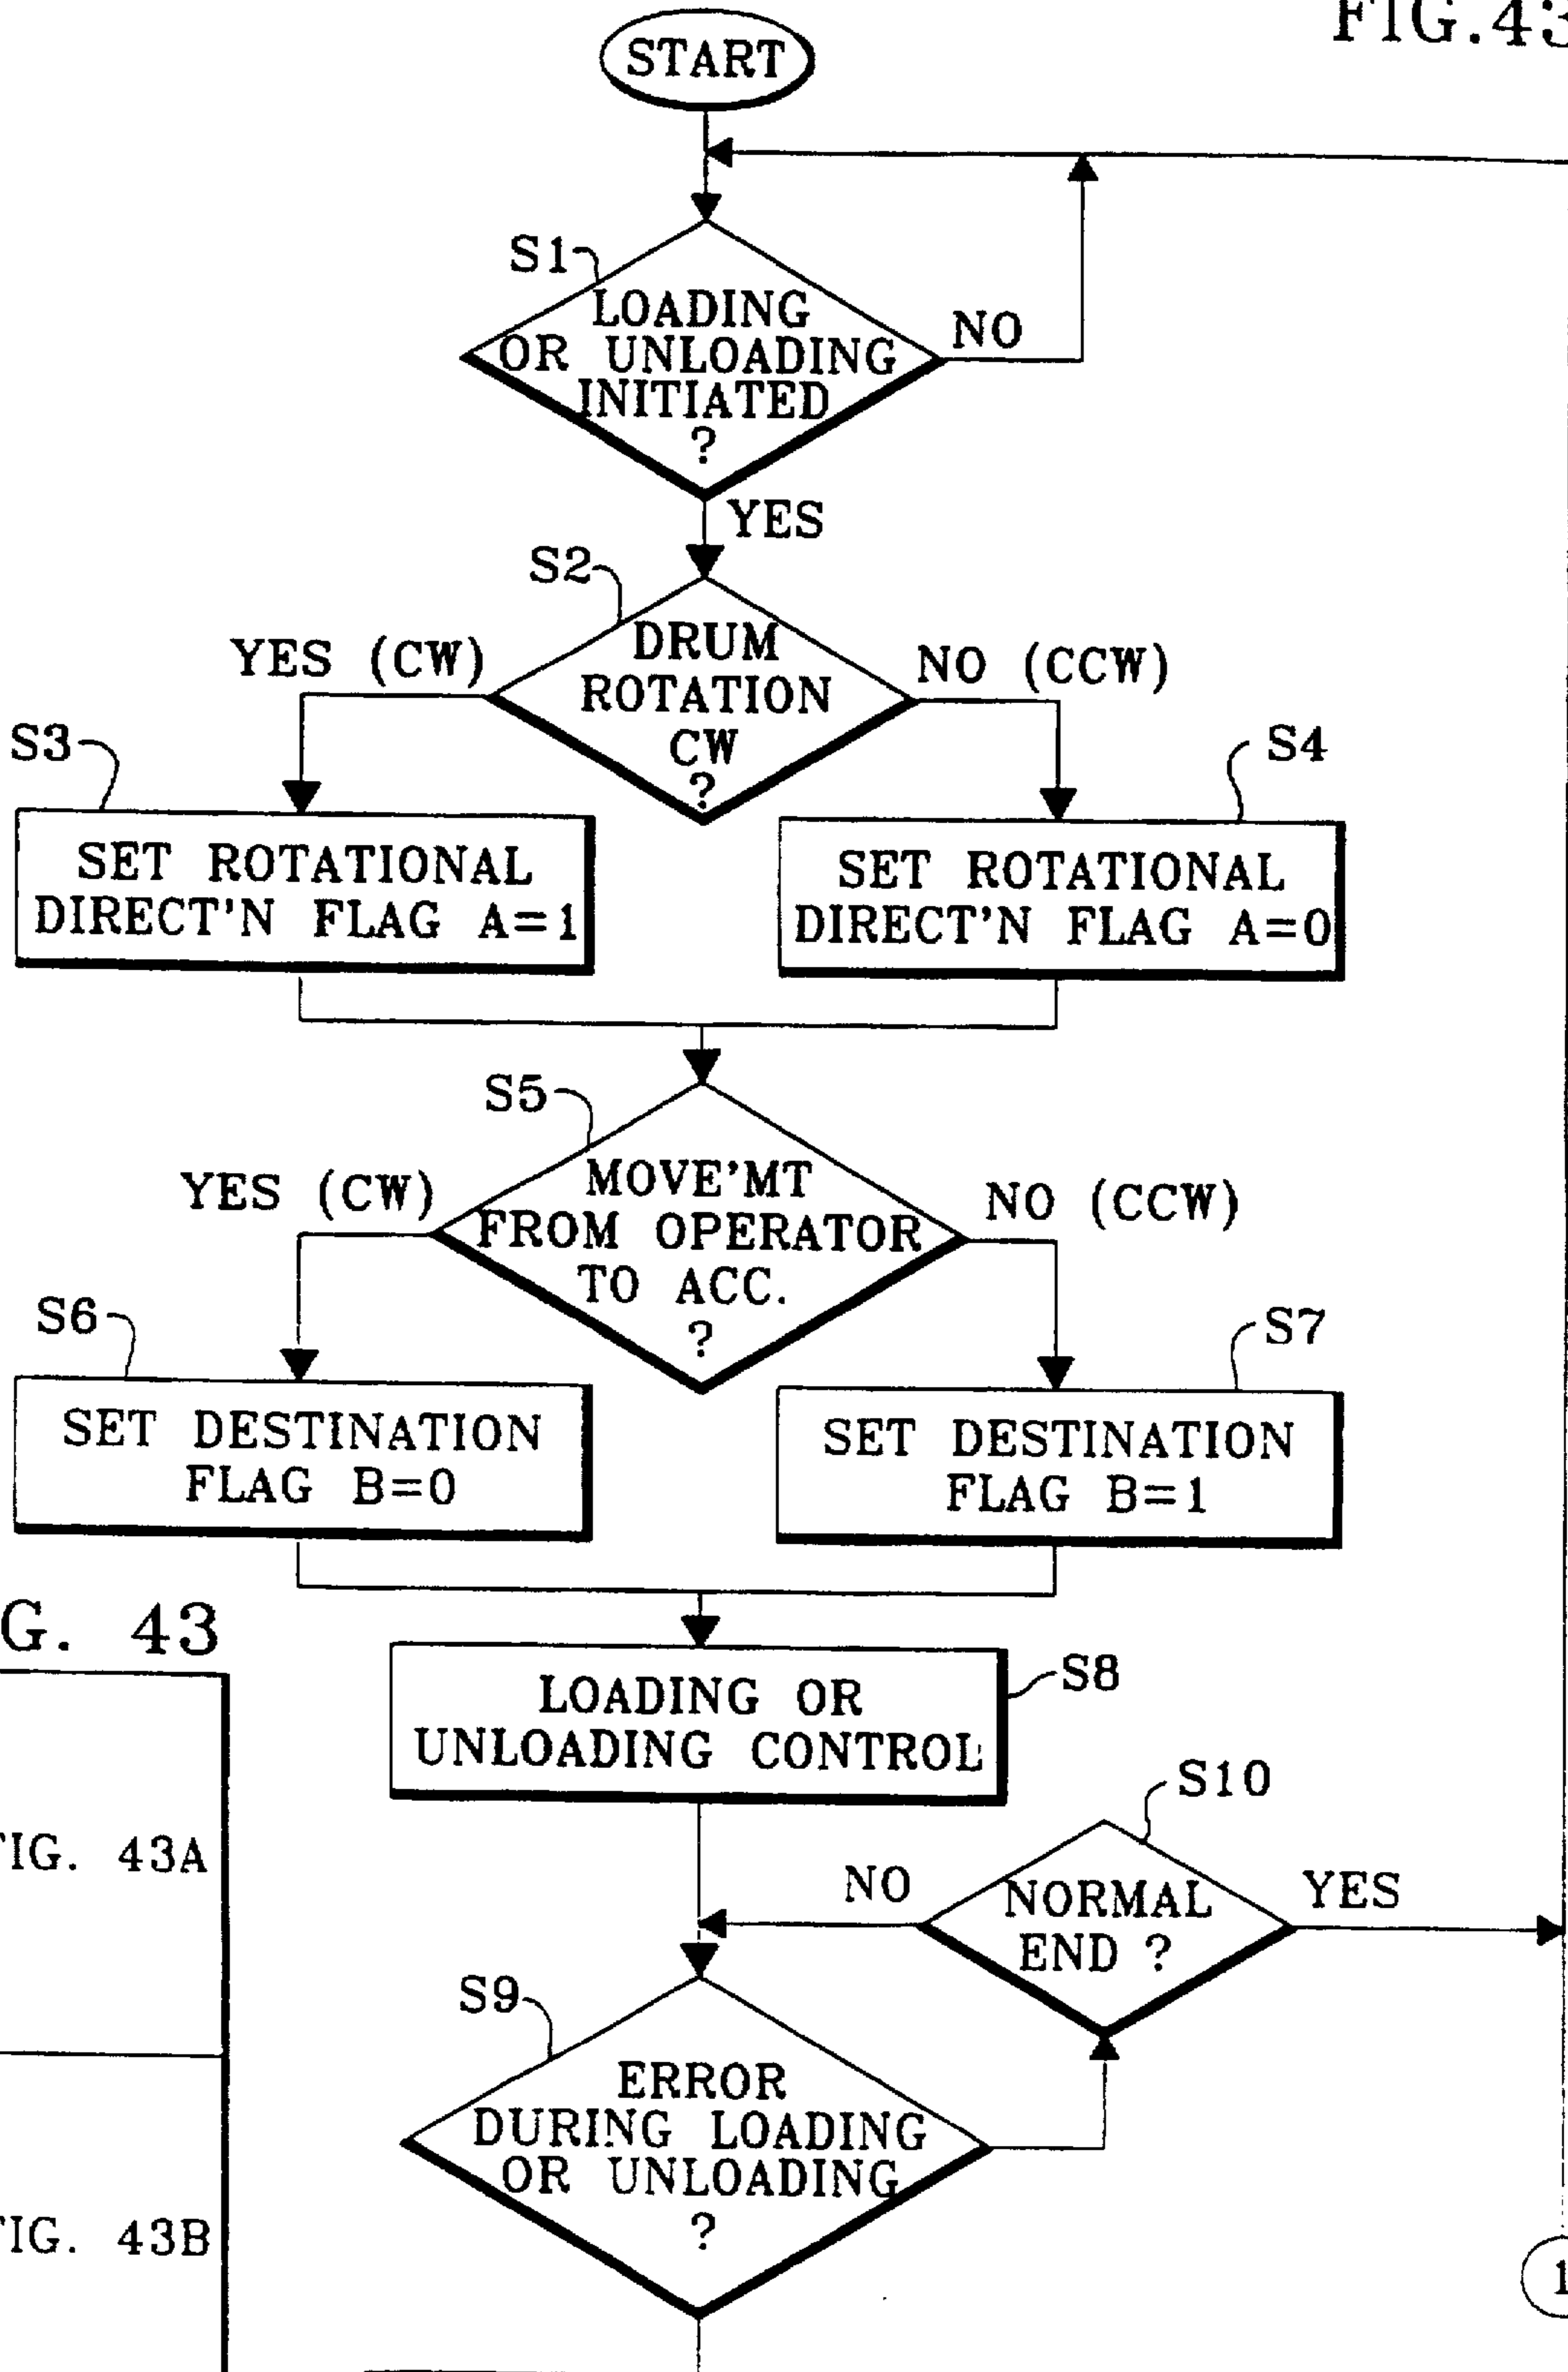 FIG.43
START
S1
LOADING
OR UNLOADING
INITIATED
?
NO
YES
S2
DRUM
ROTATION
CW
?
YES (CW)
NO (CCW)
S3
SET ROTATIONAL
DIRECT'N FLAG A=1
S4
SET ROTATIONAL
DIRECT'N FLAG A=0
S5
MOVE'MT
FROM OPERATOR
TO ACC.
?
YES (CW)
NO (CCW)
S6
SET DESTINATION
FLAG B=0
S7
SET DESTINATION
FLAG B=1
G. 43
S8
LOADING OR
UNLOADING CONTROL
S10
NORMAL
END ?
NO
YES
IG. 43A
S9
ERROR
DURING LOADING
OR UNLOADING
?
IG. 43B
1